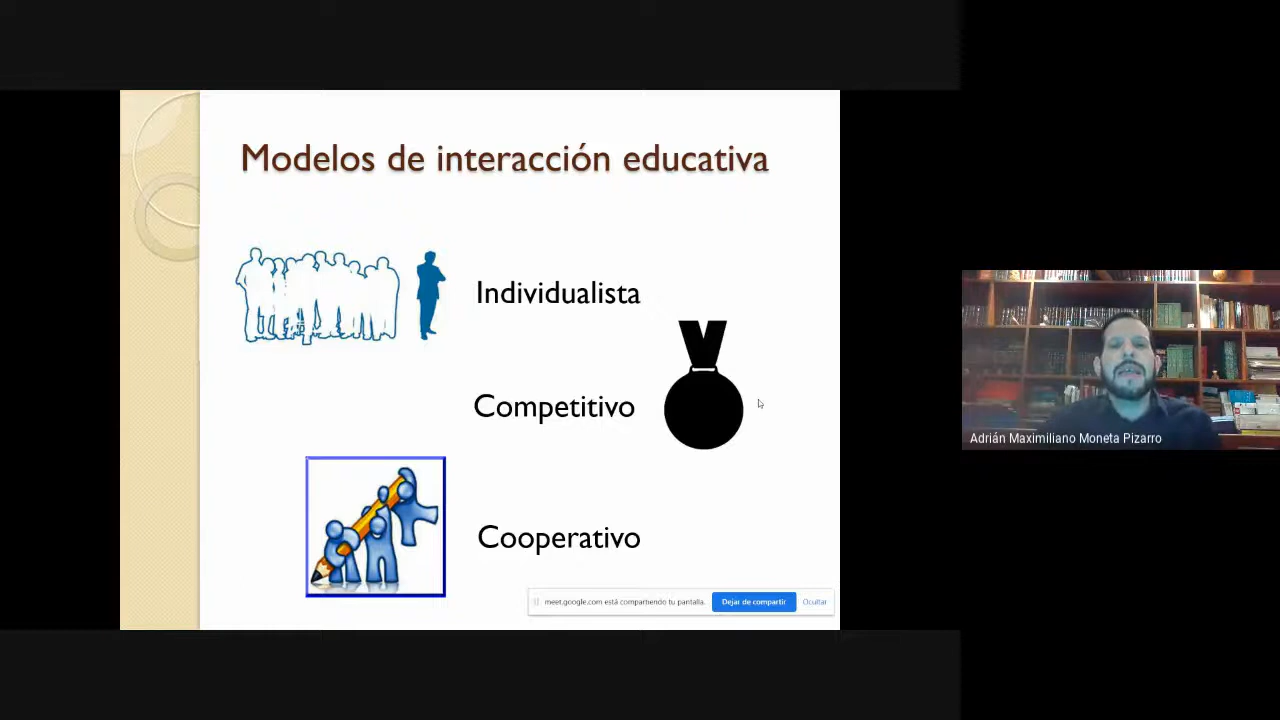 Modelos de interacción educativa
Individualista
Competitivo
Cooperativo
meet.google.com está compartiendo tu pantalla.
Dejar de compartir
Ocultar
Adrián Maximiliano Moneta Pizarro